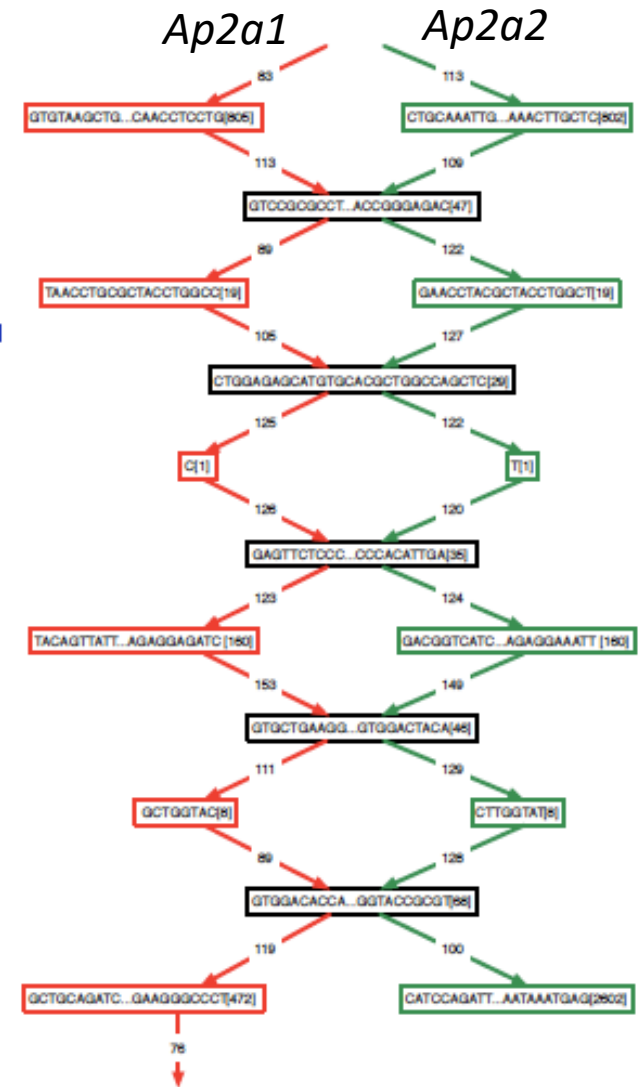 Ap2a1 Ap2a2
83 113
GTGTAAGCTG...CAACCTCCTG[805] CTGCAAATTG...AAACTTGCTC[802]
113 109
GTCCGCGCCT...ACCGGGAGAC[47]
89 122
TAACCTGCGCTACCTGGCC[19] GAACCTACGCTACCTGGCT[19]
105 127
CTGGAGAGCATGTGCACGCTGGCCAGCTC[29]
125 122
C[1] T[1]
126 120
GAGTTCTCCC...CCCACATTGA[35]
123 124
TACAGTTATT...AGAGGAGATC [160] GACGGTCATC...AGAGGAAATT [160]
153 149
GTGCTGAAGG...GTGGACTACA[46]
111 129
GCTGGTAC[8] CTTGGTAT[8]
89 128
GTGGACACCA...GGTACCGCGT[68]
119 100
GCTGCAGATC...GAAGGGCCCT[472] CATCCAGATT...AATAAATGAG[2602]
76